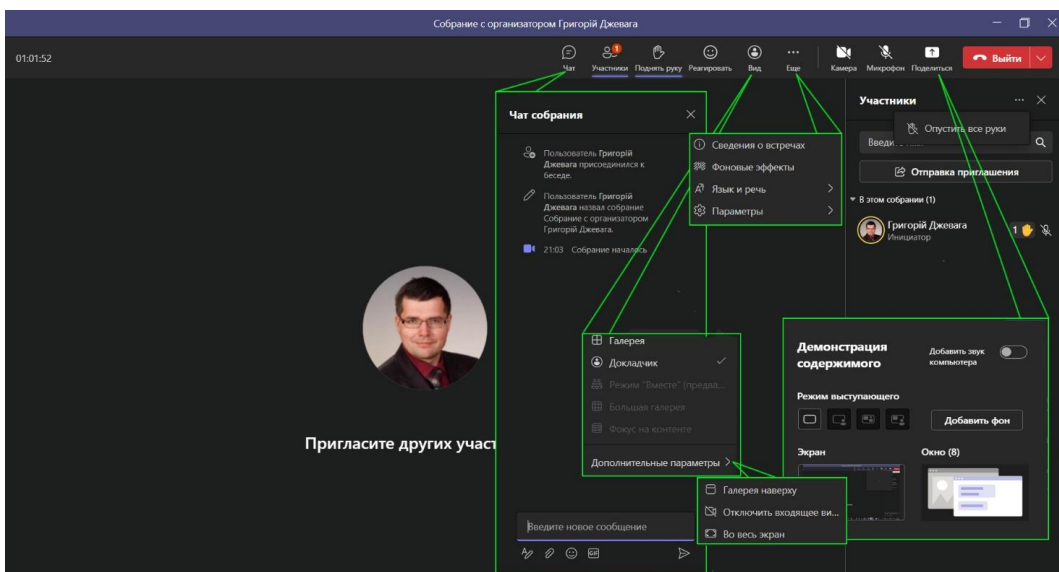 Собрание с организатором Григорій Джевага
01:01:52
Чат
Участники
1
Поднять руку
Реагировать
Вид
Еще
Камера
Микрофон
Поделиться
Выйти
Чат собрания
Пользователь Григорій
Джевага присоединился к
беседе.
Пользователь Григорій
Джевага назвал собрание
Собрание с организатором
Григорій Джевага.
21:03 Собрание началось
Введите новое сообщение
GIF
Сведения о встречах
Фоновые эффекты
Язык и речь
Параметры
Галерея
Докладчик
Режим "Вместе" (предва...
Большая галерея
Фокус на контенте
Дополнительные параметры
Галерея наверху
Отключить входящее ви...
Во весь экран
Пригласите других участ
Участники
Опустить все руки
Отправка приглашения
В этом собрании (1)
Григорій Джевага
1
Инициатор
Демонстрация
содержимого
Добавить звук
компьютера
Режим выступающего
Добавить фон
Экран
Окно (8)